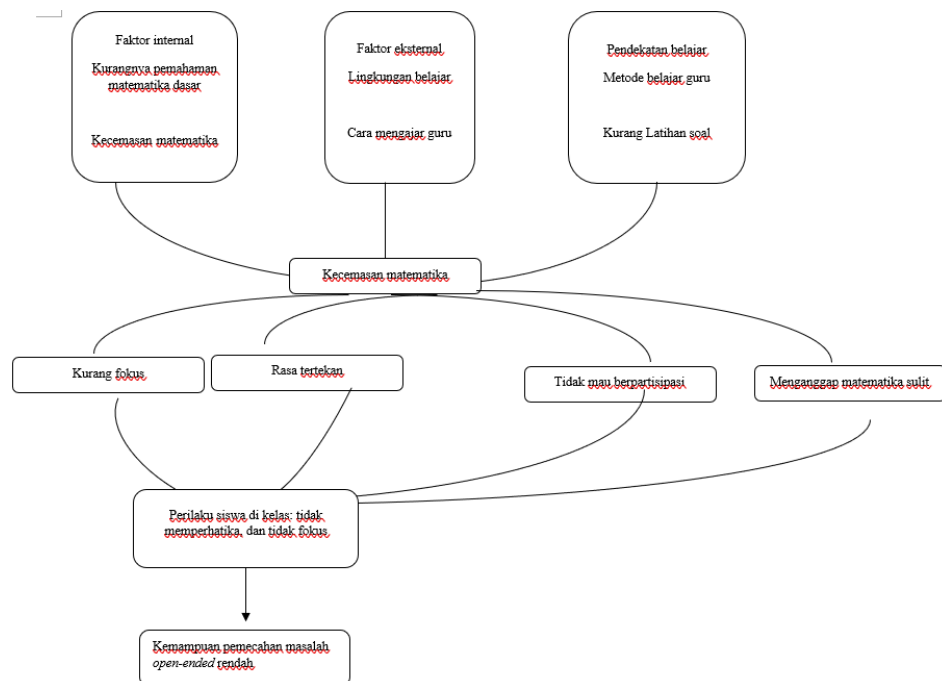 Faktor internal
Kurangnya pemahaman
matematika dasar
Kecemasan matematika
Faktor eksternal
Lingkungan belajar
Cara mengajar guru
Pendekatan belajar
Metode belajar guru
Kurang Latihan soal
Kecemasan matematika
Kurang fokus
Rasa tertekan
Tidak mau berpartisipasi
Menganggap matematika sulit
Perilaku siswa di kelas: tidak
memperhatika, dan tidak fokus
Kemampuan pemecahan masalah
open-ended rendah